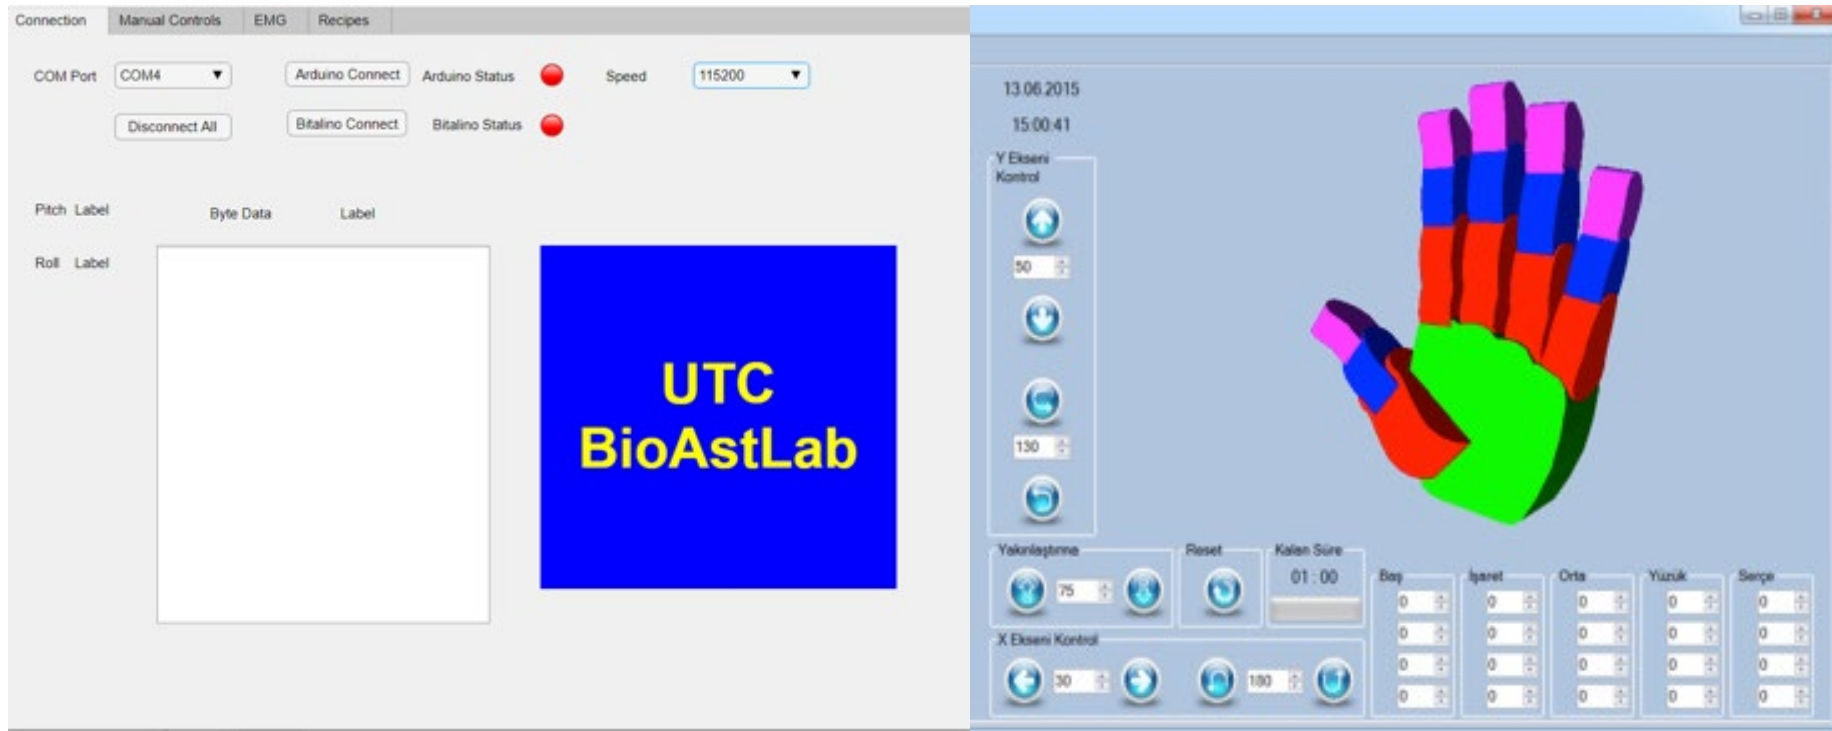 Connection Manual Controls EMG Recipes
COM Port COM4 Arduino Connect Arduino Status Speed 115200
Disconnect All Bitalino Connect Bitalino Status
Pitch Label Byte Data Label
Roll Label
UTC
BioAstLab
13.06.2015
15:00:41
Y Ekseni
Kontrol
50
130
Yakınlaştırma
75
Reset
Kalan Süre
01 : 00
X Ekseni Kontrol
30 180
Baş İşaret Orta Yüzük Serçe
0 0 0 0 0
0 0 0 0 0
0 0 0 0 0
0 0 0 0 0